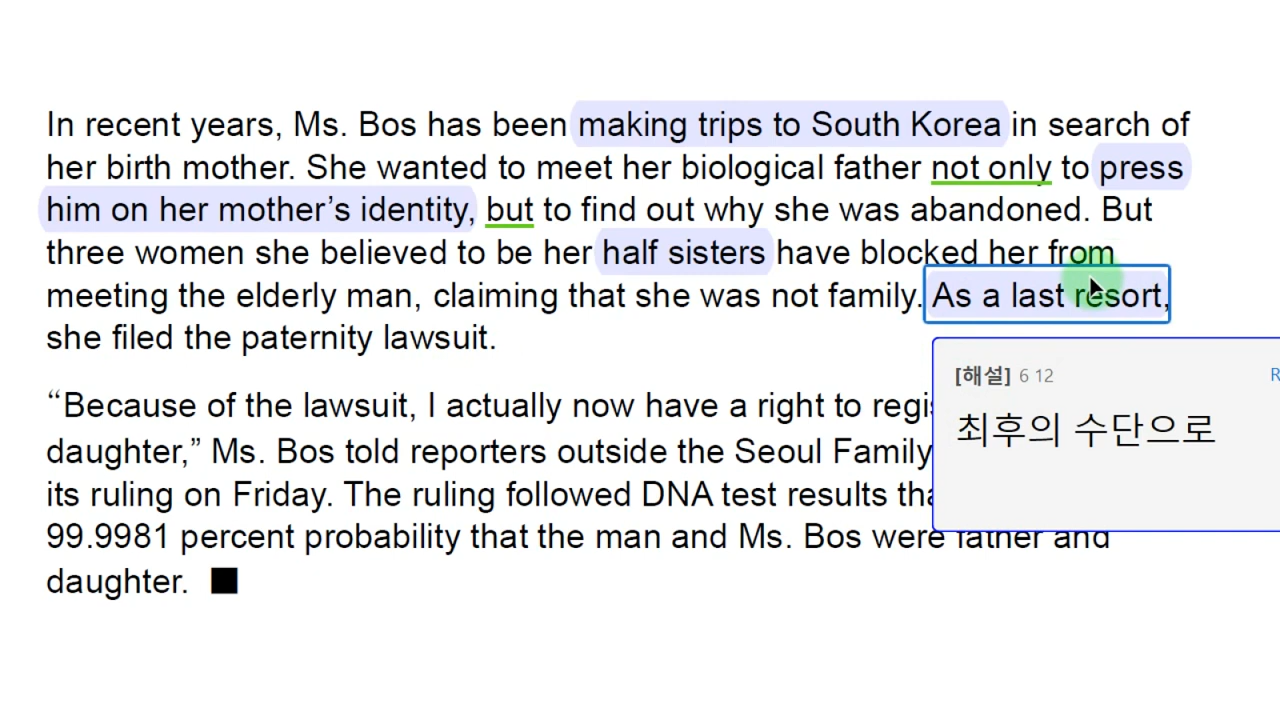 In recent years, Ms. Bos has been making trips to South Korea in search of
her birth mother. She wanted to meet her biological father not only to press
him on her mother’s identity, but to find out why she was abandoned. But
three women she believed to be her half sisters have blocked her from
meeting the elderly man, claiming that she was not family. As a last resort,
she filed the paternity lawsuit.
[해설] 6 12
최후의 수단으로
“Because of the lawsuit, I actually now have a right to
daughter,” Ms. Bos told reporters outside the Seoul Family
its ruling on Friday. The ruling followed DNA test results
99.9981 percent probability that the man and Ms. Bos were father and
daughter. ■